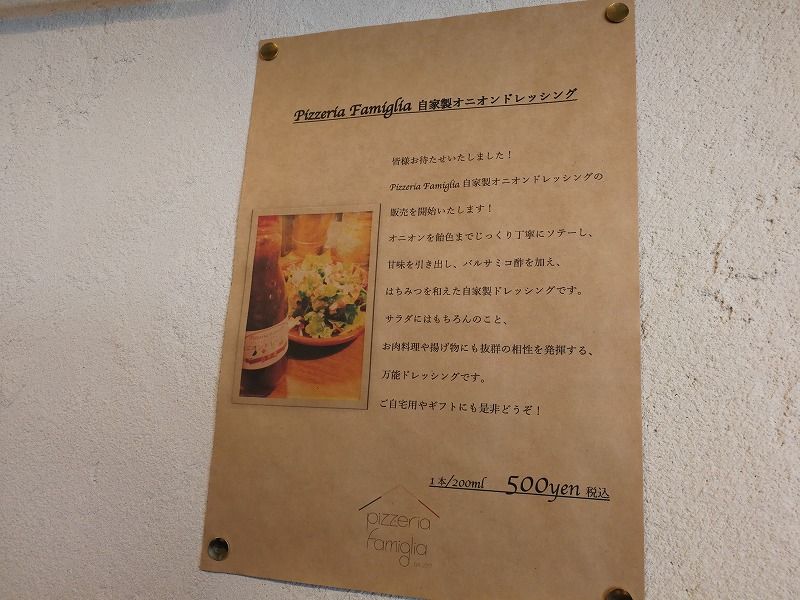 Pizzeria Famiglia 自家製オニオンドレッシング
皆様お待たせいたしました！
Pizzeria Famiglia 自家製オニオンドレッシングの
販売を開始いたします！
オニオンを飴色までじっくり丁寧にソテーし、
甘味を引き出し、バルサミコ酢を加え、
はちみつを和えた自家製ドレッシングです。
サラダにはもちろんのこと、
お肉料理や揚げ物にも抜群の相性を発揮する、
万能ドレッシングです。
ご自宅用やギフトにも是非どうぞ！
1本/200ml 500yen 税込
pizzeria
famiglia